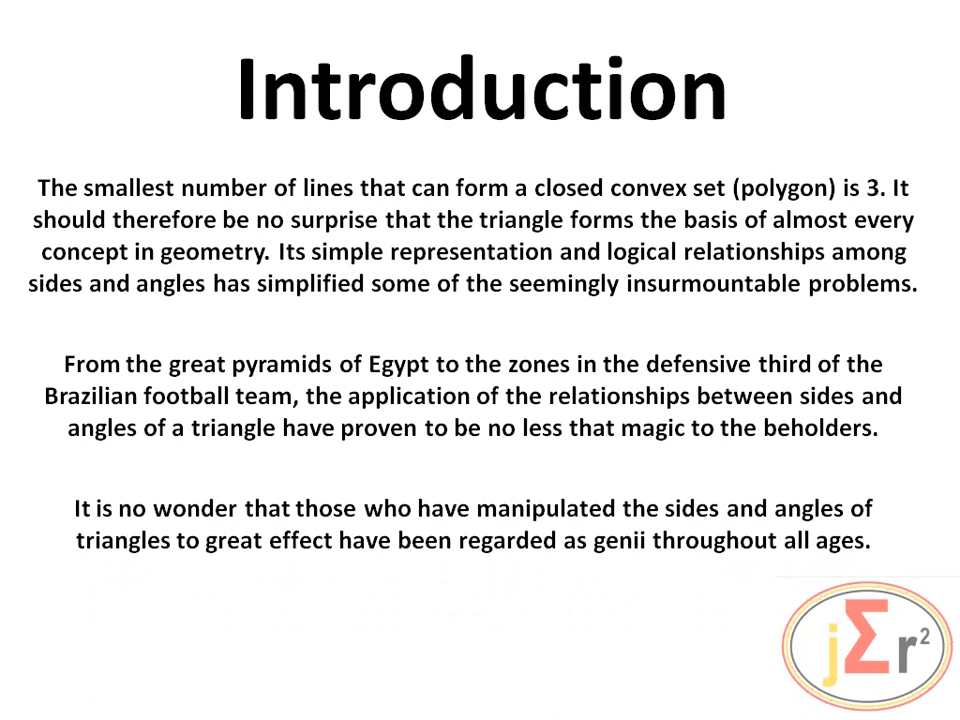 Introduction
The smallest number of lines that can form a closed convex set (polygon) is 3. It
should therefore be no surprise that the triangle forms the basis of almost every
concept in geometry. Its simple representation and logical relationships among
sides and angles has simplified some of the seemingly insurmountable problems.
From the great pyramids of Egypt to the zones in the defensive third of the
Brazilian football team, the application of the relationships between sides and
angles of a triangle have proven to be no less that magic to the beholders.
It is no wonder that those who have manipulated the sides and angles of
triangles to great effect have been regarded as genii throughout all ages.
jΣr²